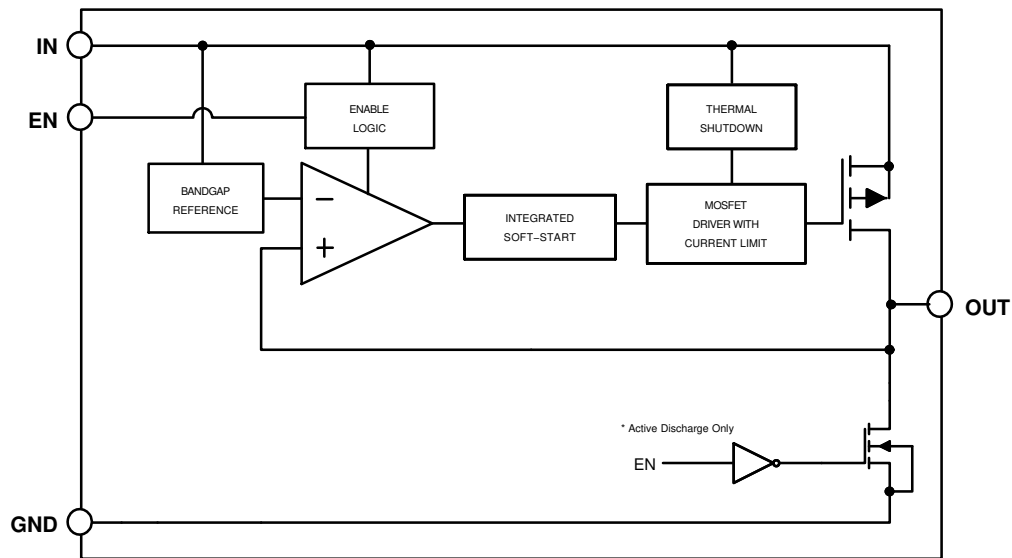 IN
EN
ENABLE
LOGIC
THERMAL
SHUTDOWN
BANDGAP
REFERENCE
−
+
INTEGRATED
SOFT−START
MOSFET
DRIVER WITH
CURRENT LIMIT
OUT
* Active Discharge Only
EN
GND